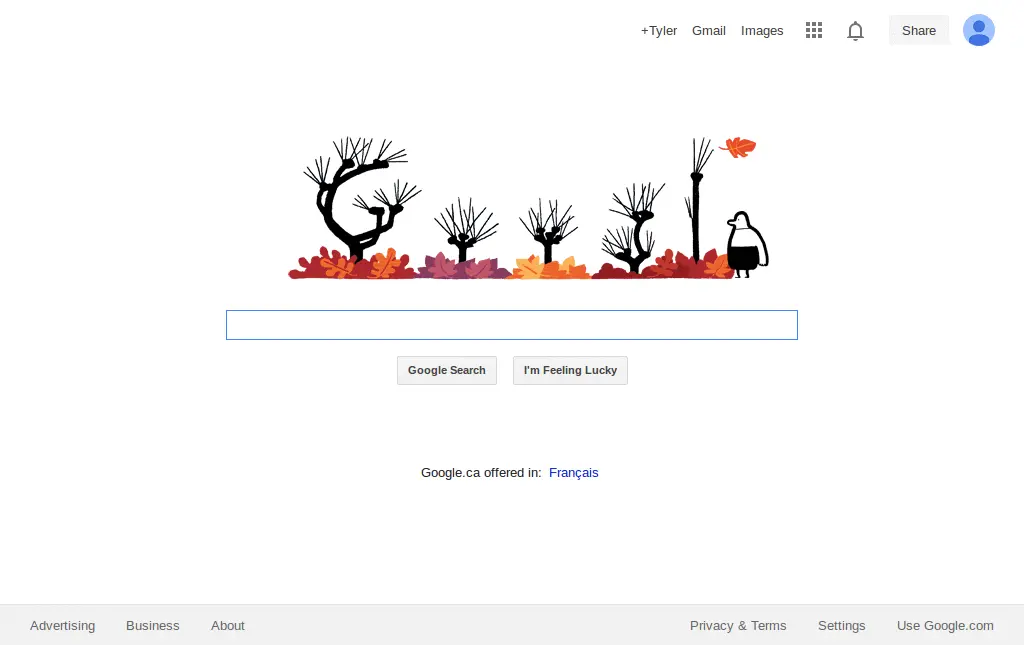 +Tyler Gmail Images Share
Google Search I'm Feeling Lucky
Google.ca offered in: Français
Advertising Business About Privacy & Terms Settings Use Google.com